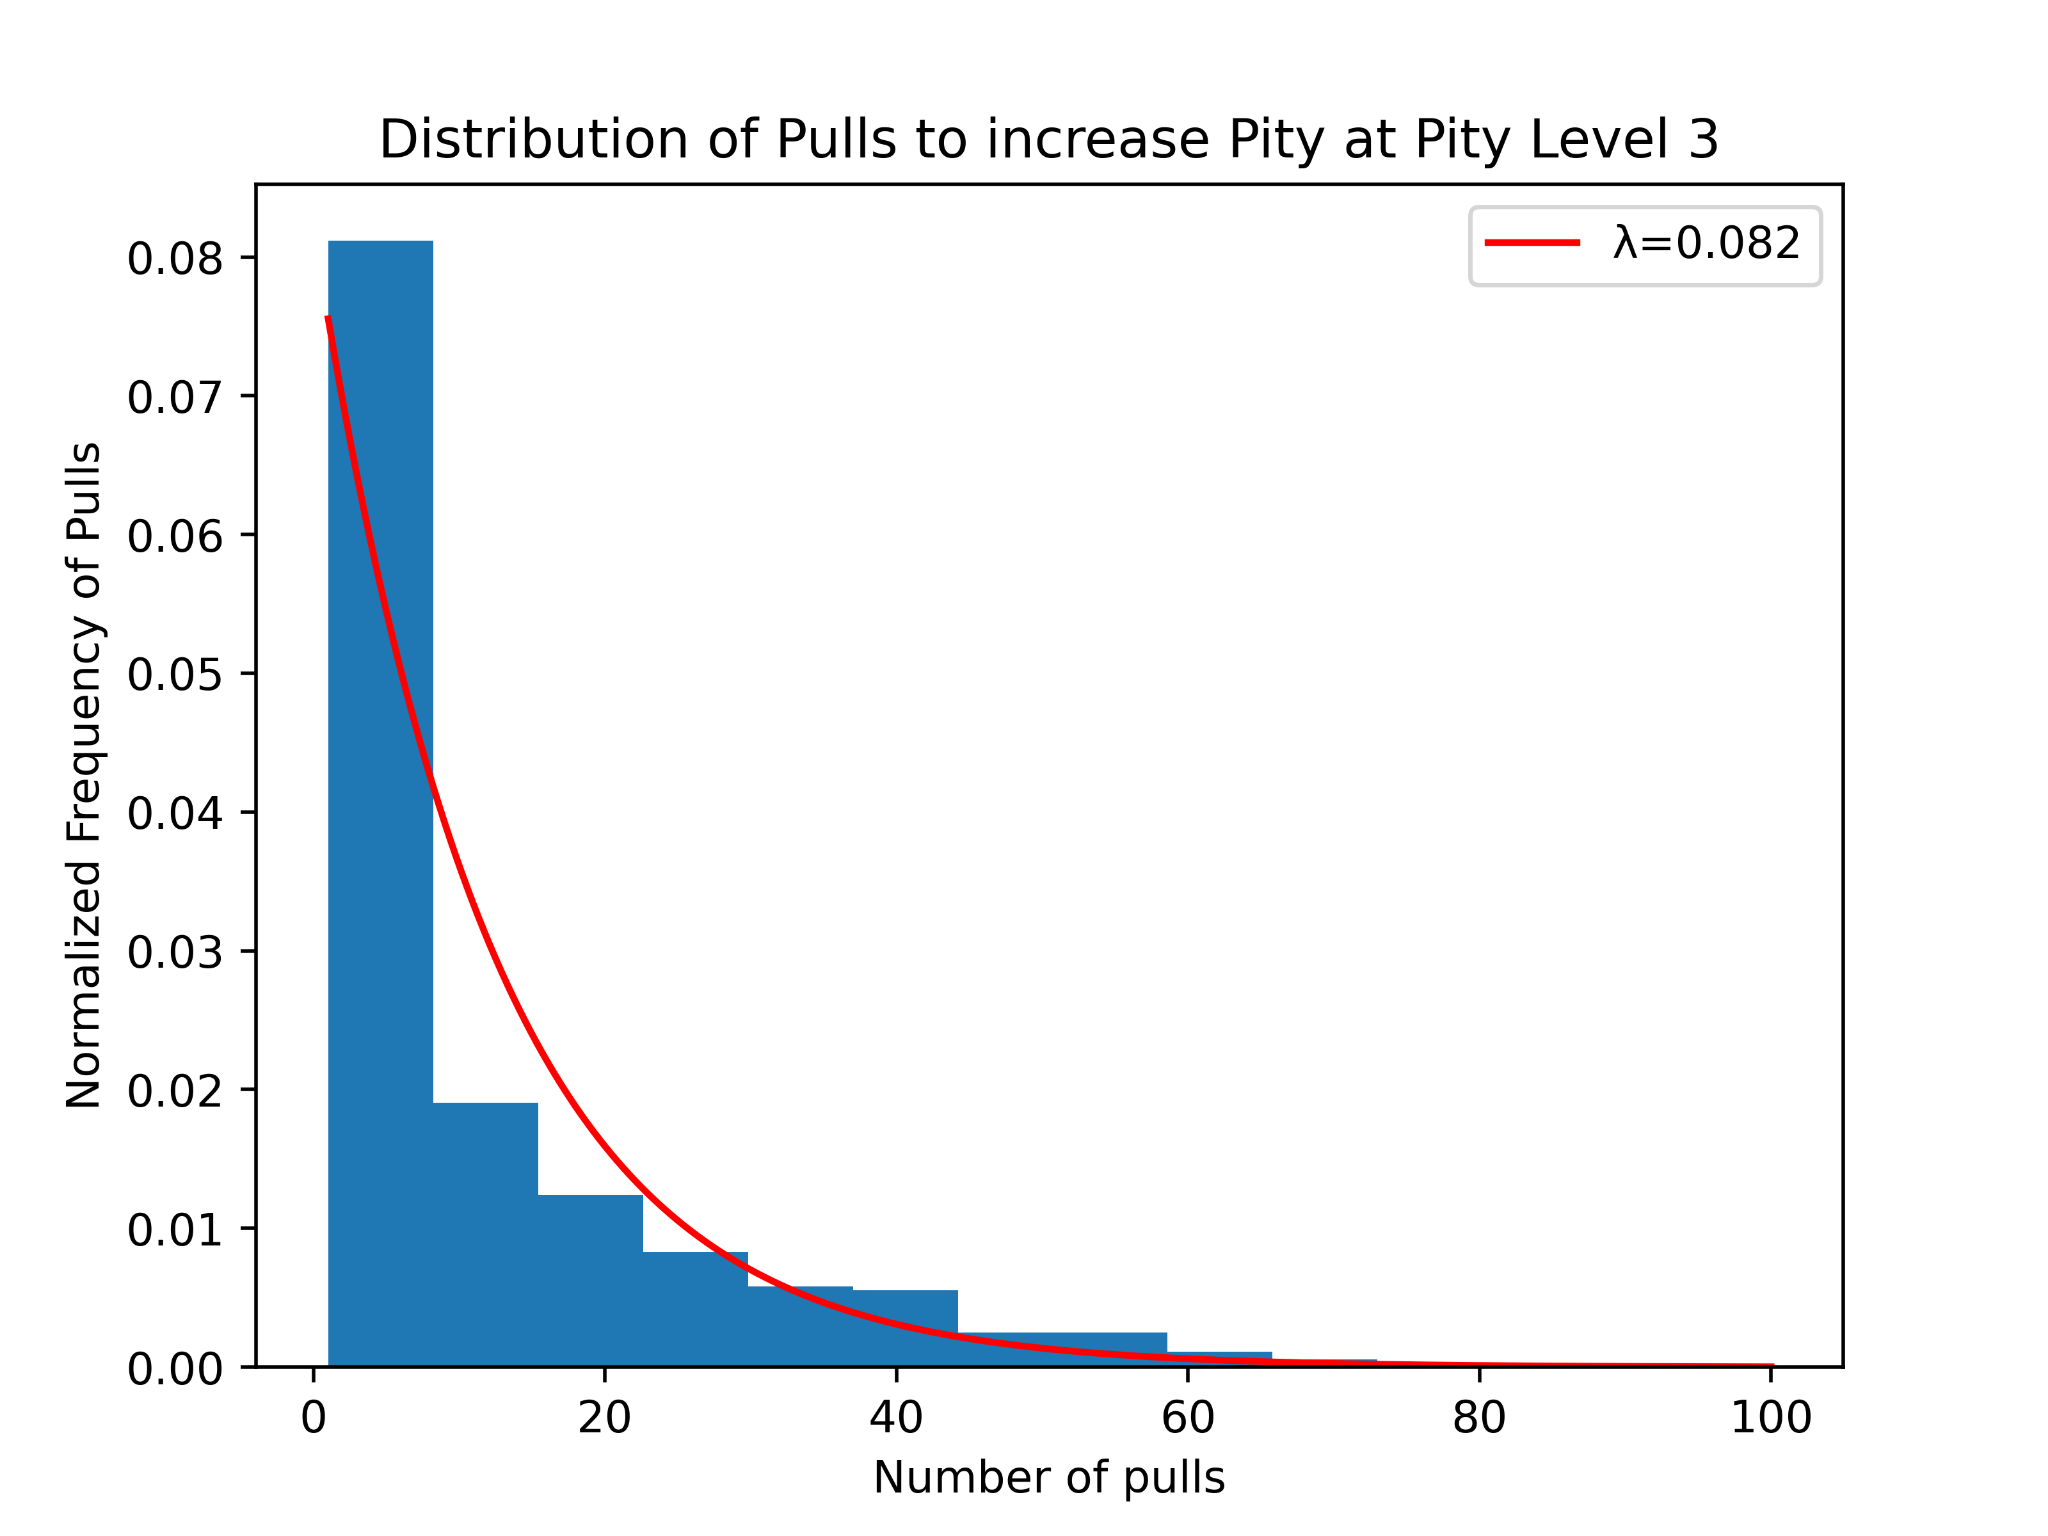 Distribution of Pulls to increase Pity at Pity Level 3
λ=0.082
Normalized Frequency of Pulls
0.08
0.07
0.06
0.05
0.04
0.03
0.02
0.01
0.00
0 20 40 60 80 100
Number of pulls